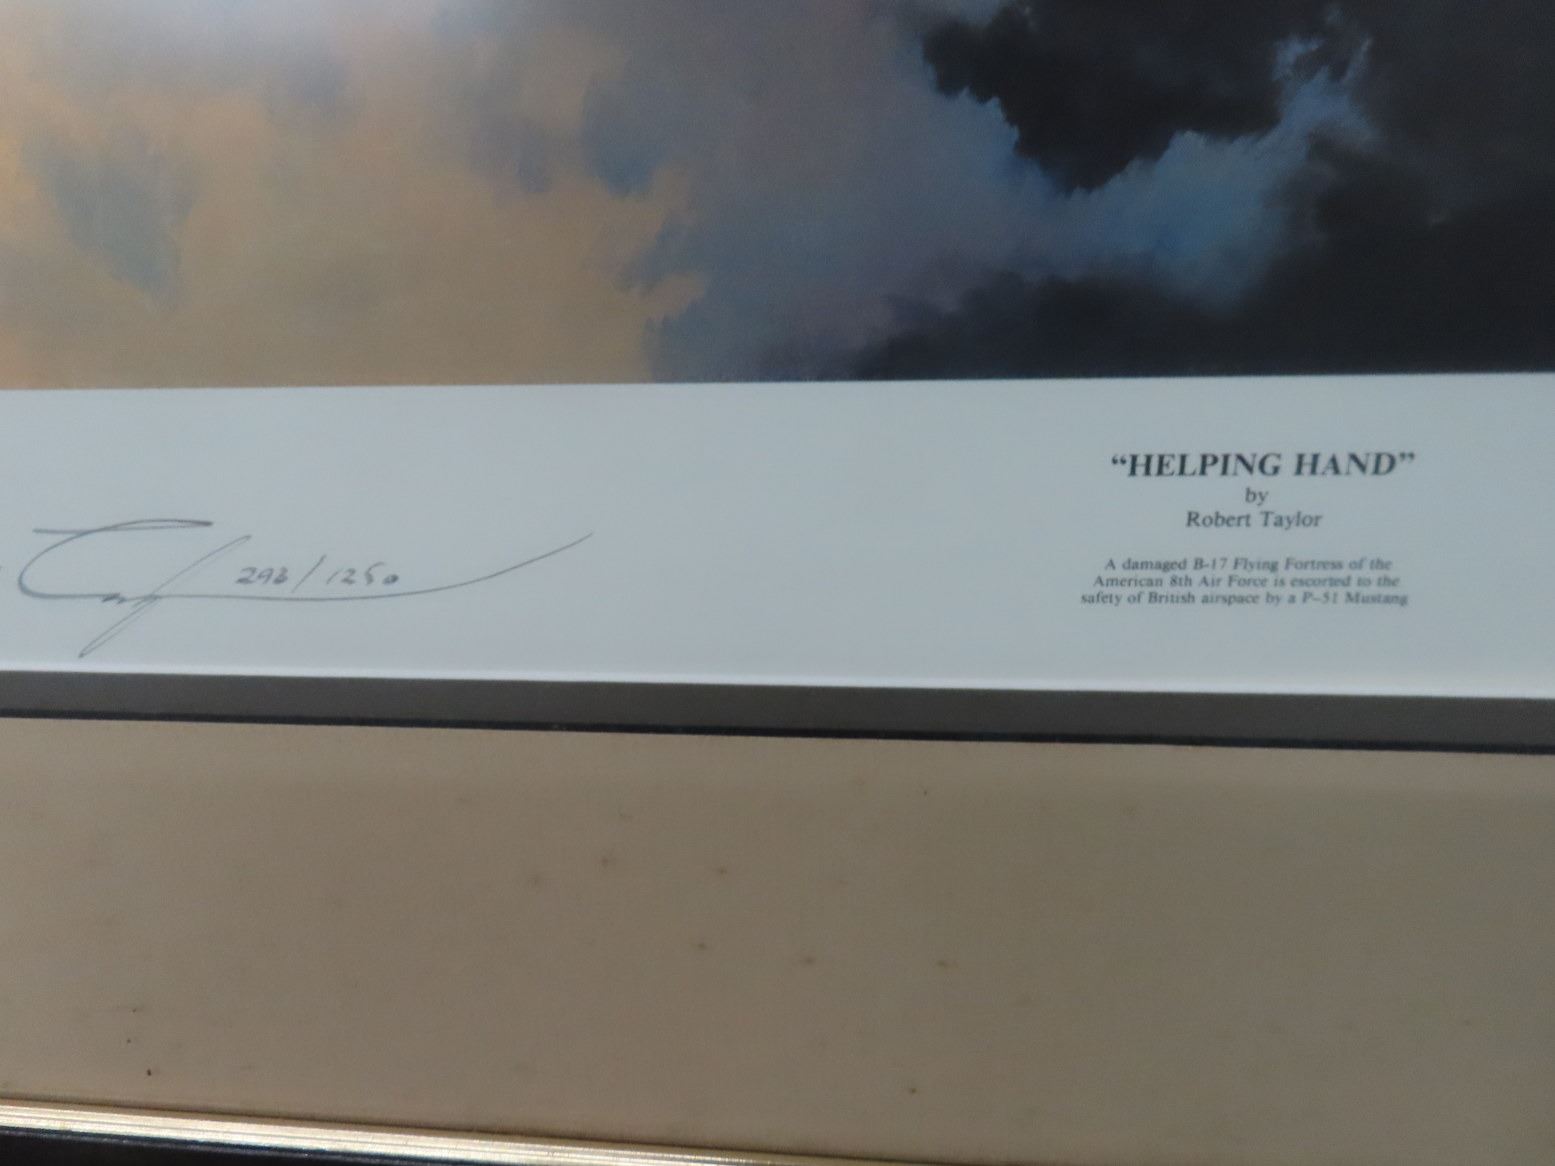 293/1250
“HELPING HAND”
by
Robert Taylor
A damaged B-17 Flying Fortress of the
American 8th Air Force is escorted to the
safety of British airspace by a P-51 Mustang